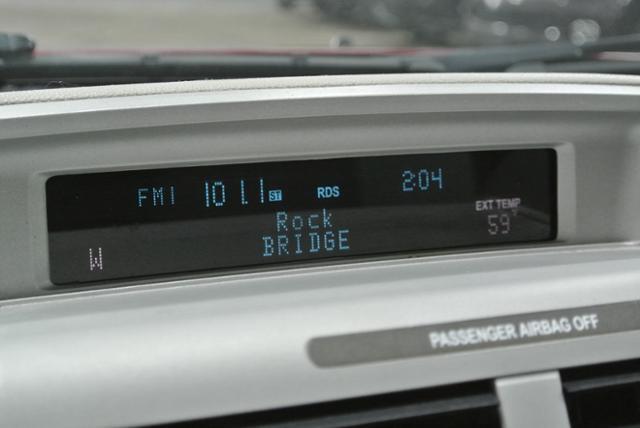 FM1 101.1 ST RDS 2:04
Rock
EXT TEMP
BRIDGE
59°
W
PASSENGER AIRBAG OFF